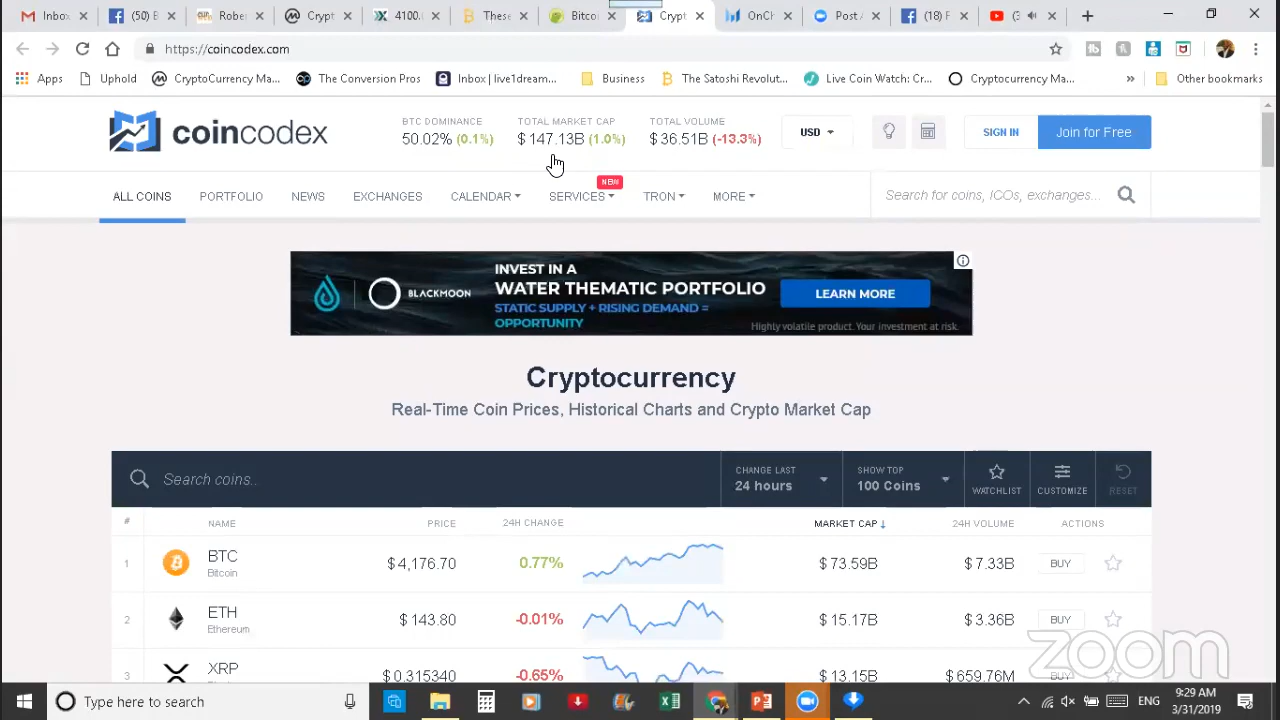 Inbox
(50) B
Rober
Crypt
4100.
These
Bitco
Crypt
OnCh
Post A
(18) F
https://coincodex.com
Apps
Uphold
CryptoCurrency Ma...
The Conversion Pros
Inbox | live1dream...
Business
The Satoshi Revolut...
Live Coin Watch: Cr...
Cryptocurrency Ma...
»
Other bookmarks
coincodex
BTC DOMINANCE
50.02% (0.1%)
TOTAL MARKET CAP
$ 147.13B (1.0%)
TOTAL VOLUME
$ 36.51B (-13.3%)
USD
SIGN IN
Join for Free
ALL COINS
PORTFOLIO
NEWS
EXCHANGES
CALENDAR
SERVICES
NEW
TRON
MORE
Search for coins, ICOs, exchanges...
BLACKMOON
INVEST IN A
WATER THEMATIC PORTFOLIO
STATIC SUPPLY + RISING DEMAND =
OPPORTUNITY
LEARN MORE
Highly volatile product. Your investment at risk.
Cryptocurrency
Real-Time Coin Prices, Historical Charts and Crypto Market Cap
Search coins..
CHANGE LAST
24 hours
SHOW TOP
100 Coins
WATCHLIST
CUSTOMIZE
RESET
# NAME PRICE 24H CHANGE MARKET CAP ↓ 24H VOLUME ACTIONS
1 BTC $ 4,176.70 0.77% $ 73.59B $ 7.33B BUY
Bitcoin
2 ETH $ 143.80 -0.01% $ 15.17B $ 3.36B BUY
Ethereum
3 XRP $ 0.315340 -0.65% $ 13.15B $ 659.76M BUY
zoom
Type here to search
ENG
9:29 AM
3/31/2019